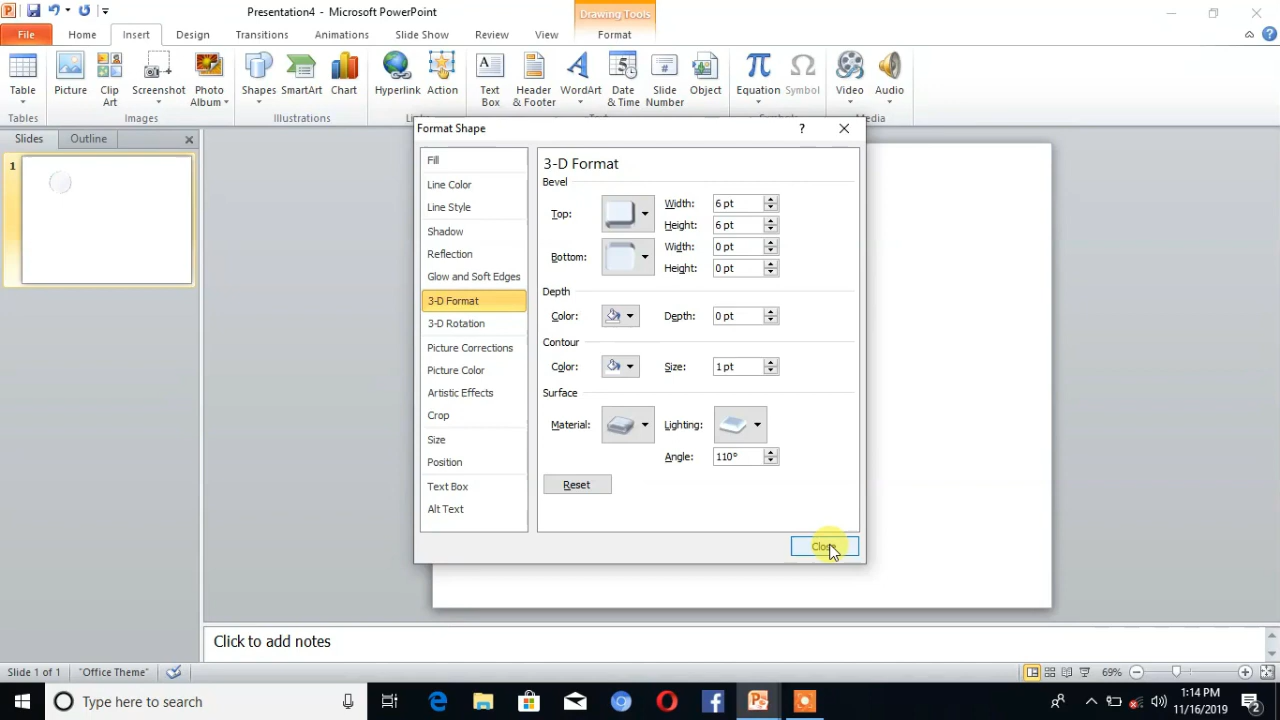 Presentation4 - Microsoft PowerPoint
Drawing Tools
File Home Insert Design Transitions Animations Slide Show Review View Format
Table Picture Clip Art Screenshot Photo Album Shapes SmartArt Chart Hyperlink Action Text Box Header & Footer WordArt Date & Time Slide Number Object Equation Symbol Video Audio
Tables Images Illustrations Media
Slides Outline
1
Format Shape
?
Fill
Line Color
Line Style
Shadow
Reflection
Glow and Soft Edges
3-D Format
3-D Rotation
Picture Corrections
Picture Color
Artistic Effects
Crop
Size
Position
Text Box
Alt Text
3-D Format
Bevel
Top: Width: 6 pt
Height: 6 pt
Bottom: Width: 0 pt
Height: 0 pt
Depth
Color: Depth: 0 pt
Contour
Color: Size: 1 pt
Surface
Material: Lighting:
Angle: 110°
Reset
Close
Click to add notes
Slide 1 of 1 "Office Theme" 69%
Type here to search
1:14 PM
11/16/2019
2